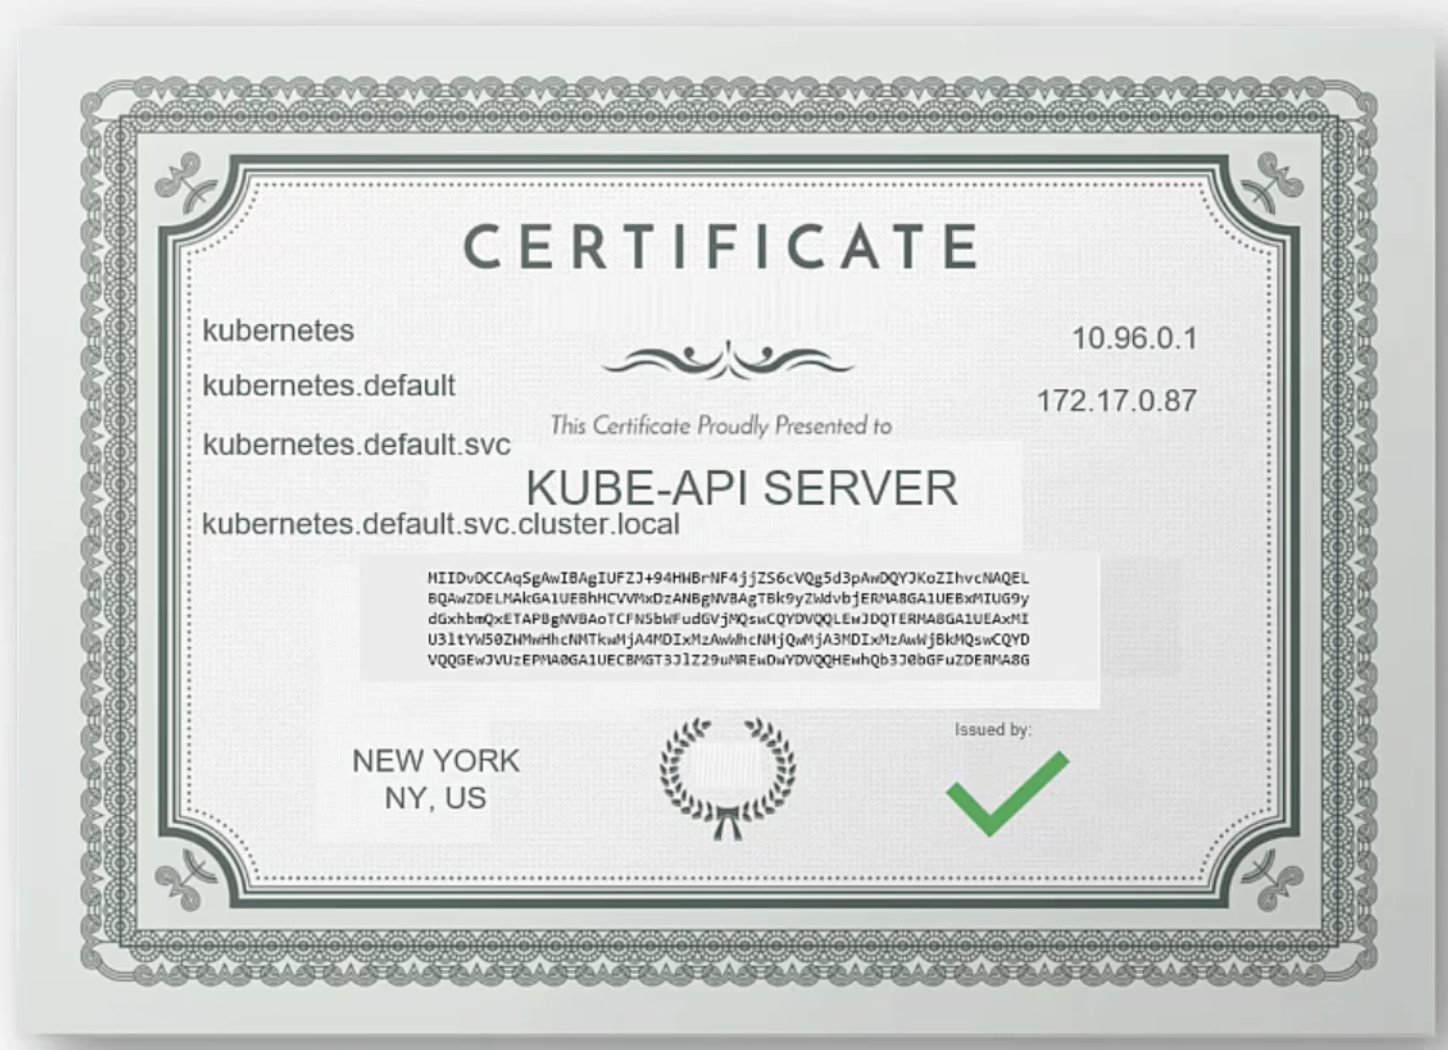 CERTIFICATE
kubernetes
10.96.0.1
kubernetes.default
172.17.0.87
This Certificate Proudly Presented to
kubernetes.default.svc
KUBE-API SERVER
kubernetes.default.svc.cluster.local
MIIDvDCCAqSgAwIBAgIUFZJ+94HWBrNF4jjZS6cVQg5d3pAwDQYJKoZIhvcNAQEL
BQAwZDELMAkGA1UEBhHCVVMxDzANBgNVBAgTBk9yZWdvbjERMA8GA1UEBxMIUG9y
dGxhbmQxETAPBgNVBAoTCFN5bWFudGVjMQswCQYDVQQLEwJDQTERMA8GA1UEAxMI
U3ltYW50ZWMwHhcNMTkwMjA4MDIxMzAwWhcNMjQwMjA3MDIxMzAwWjBkMQswCQYD
VQQGEwJVUzEPMA0GA1UECBMGT3JlZ29uMREwDwYDVQQHEwhQb3J0bGFuZDERMA8G
Issued by:
NEW YORK
NY, US